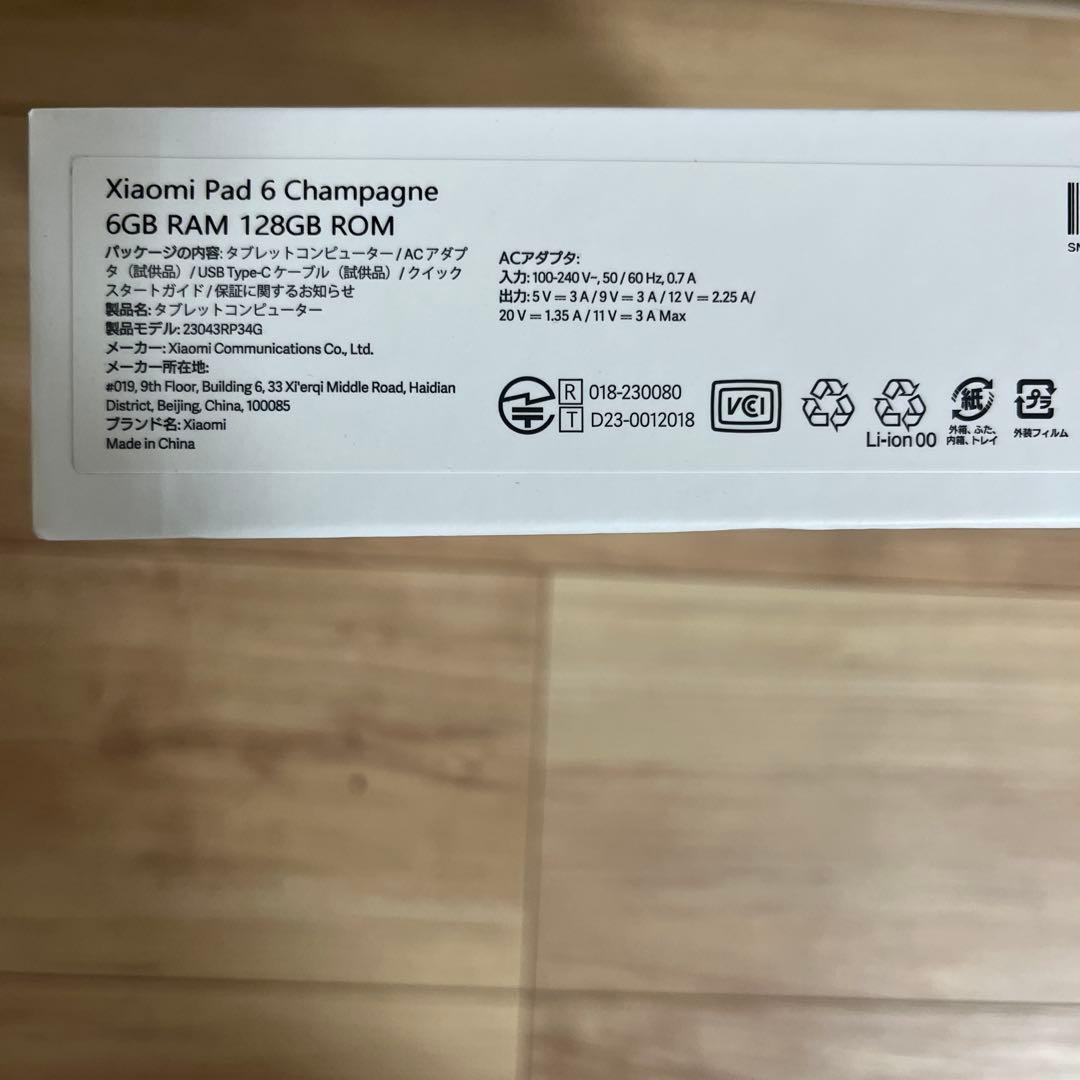 Xiaomi Pad 6 Champagne
6GB RAM 128GB ROM
パッケージの内容: タブレットコンピューター / AC アダプ
タ（試供品）/ USB Type-C ケーブル（試供品）/ クイック
スタートガイド / 保証に関するお知らせ
製品名: タブレットコンピューター
製品モデル: 23043RP34G
メーカー: Xiaomi Communications Co., Ltd.
メーカー所在地:
#019, 9th Floor, Building 6, 33 Xi'erqi Middle Road, Haidian
District, Beijing, China, 100085
ブランド名: Xiaomi
Made in China
ACアダプタ:
入力: 100-240 V~, 50 / 60 Hz, 0.7 A
出力: 5 V ⎓ 3 A / 9 V ⎓ 3 A / 12 V ⎓ 2.25 A/
20 V ⎓ 1.35 A / 11 V ⎓ 3 A Max
R 018-230080
T D23-0012018
VCCI
Li-ion 00
紙
外箱、ふた、
内箱、トレイ
プラ
外装フィルム